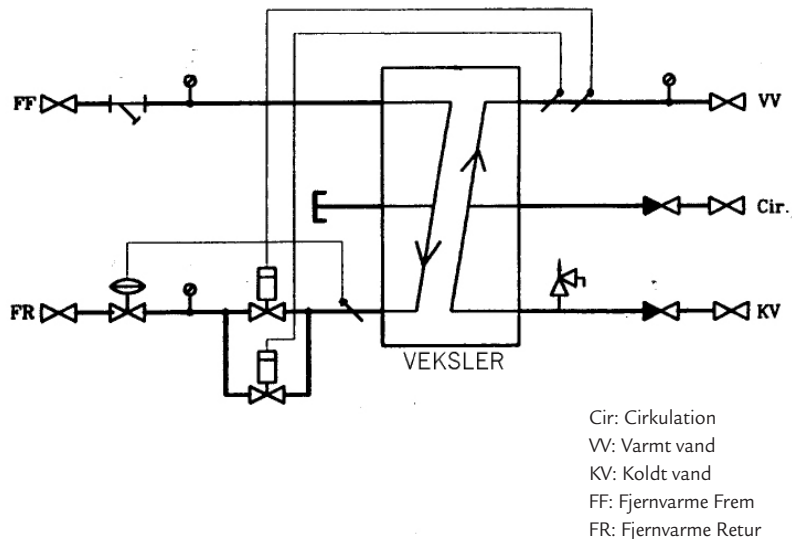 FF
VV
Cir.
FR
KV
VEKSLER
Cir: Cirkulation
VV: Varmt vand
KV: Koldt vand
FF: Fjernvarme Frem
FR: Fjernvarme Retur